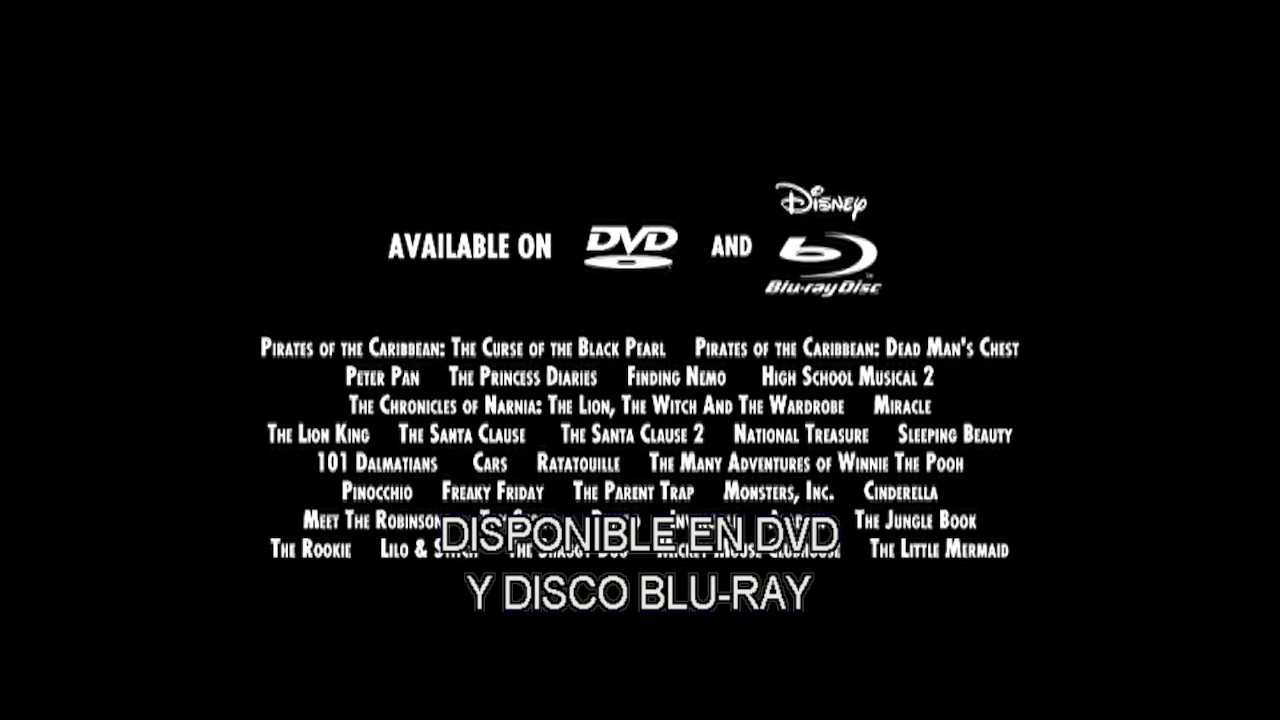 Disney
AVAILABLE ON DVD AND Blu-ray Disc
PIRATES OF THE CARIBBEAN: THE CURSE OF THE BLACK PEARL PIRATES OF THE CARIBBEAN: DEAD MAN'S CHEST
PETER PAN THE PRINCESS DIARIES FINDING NEMO HIGH SCHOOL MUSICAL 2
THE CHRONICLES OF NARNIA: THE LION, THE WITCH AND THE WARDROBE MIRACLE
THE LION KING THE SANTA CLAUSE THE SANTA CLAUSE 2 NATIONAL TREASURE SLEEPING BEAUTY
101 DALMATIANS CARS RATATOUILLE THE MANY ADVENTURES OF WINNIE THE POOH
PINOCCHIO FREAKY FRIDAY THE PARENT TRAP MONSTERS, INC. CINDERELLA
MEET THE THE JUNGLE BOOK
THE ROOKIE LILO & THE LITTLE MERMAID
DISPONIBLE EN DVD
Y DISCO BLU-RAY